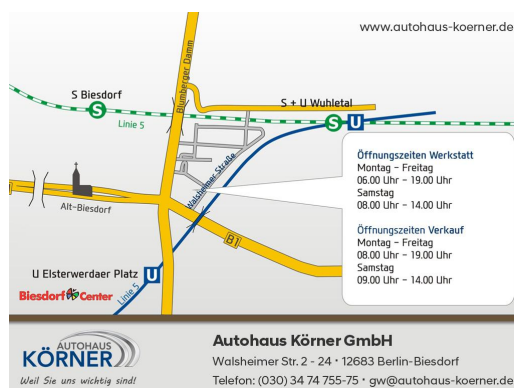 www.autohaus-koerner.de
S Biesdorf
S
Linie 5
Blumberger Damm
S + U Wuhletal
S U
Walsheimer Straße
Alt-Biesdorf
B1
U Elsterwerdaer Platz
U
Linie 5
Biesdorf Center
Öffnungszeiten Werkstatt
Montag – Freitag
06.00 Uhr – 19.00 Uhr
Samstag
08.00 Uhr – 14.00 Uhr
Öffnungszeiten Verkauf
Montag – Freitag
08.00 Uhr – 19.00 Uhr
Samstag
09.00 Uhr – 14.00 Uhr
AUTOHAUS
KÖRNER
Weil Sie uns wichtig sind!
Autohaus Körner GmbH
Walsheimer Str. 2 - 24 • 12683 Berlin-Biesdorf
Telefon: (030) 34 74 755-75 • gw@autohaus-koerner.de